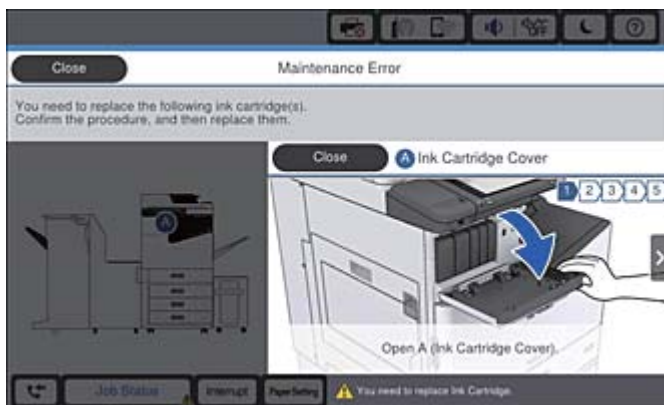 OFF
Close
Maintenance Error
You need to replace the following ink cartridge(s).
Confirm the procedure, and then replace them.
Close
A Ink Cartridge Cover
1 2 3 4 5
A
Open A (Ink Cartridge Cover).
Job Status
Interrupt
Paper Setting
You need to replace Ink Cartridge.